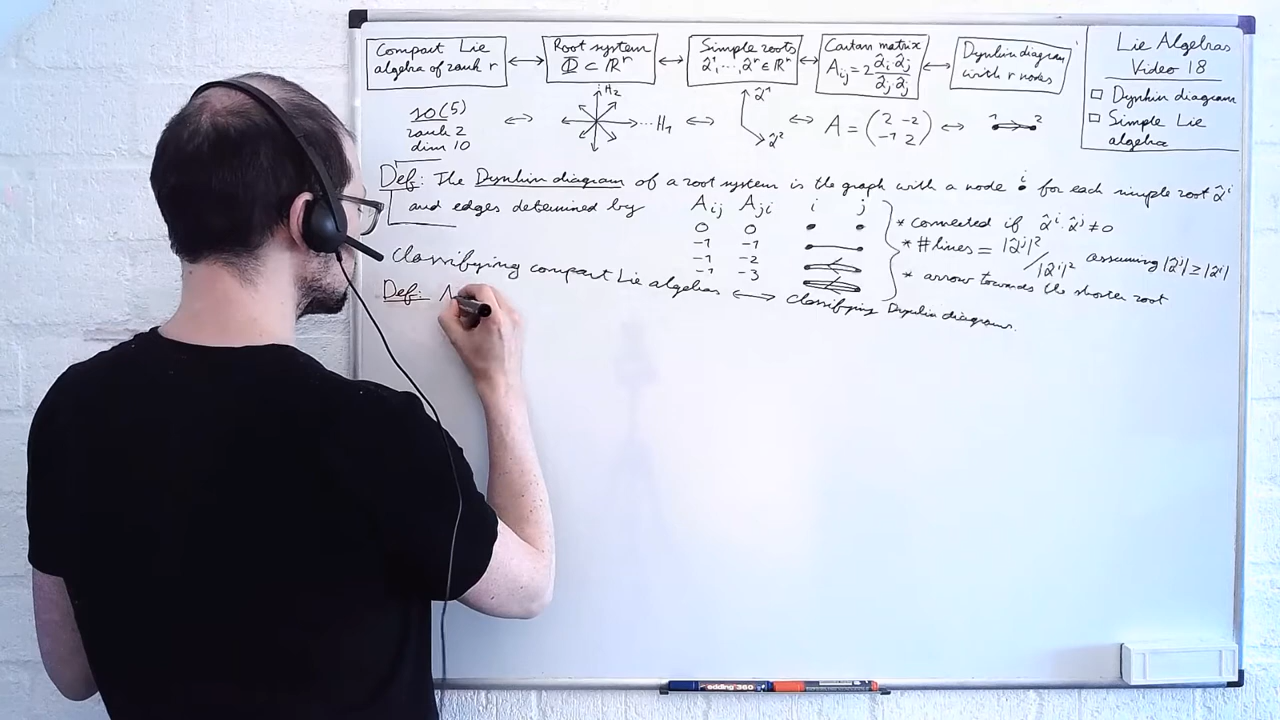 Compact Lie algebra of rank r ↔ Root system Φ ⊂ ℝʳ ↔ Simple roots α̂¹, ⋯, α̂ʳ ∈ ℝʳ ↔ Cartan matrix A_ij = 2 α̂_i·α̂_j / α̂_j·α̂_j ↔ Dynkin diagram with r nodes
Lie Algebras
Video 18
□ Dynkin diagram
□ Simple Lie
algebra
so(5)
rank 2
dim 10
↔ H₂ ⋯ H₁ ↔ α̂¹ α̂² ↔ A = (2 -2 -1 2) ↔ 1 2
Def: The Dynkin diagram of a root system is the graph with a node i for each simple root α̂ⁱ
and edges determined by
A_ij A_ji i j
0 0
-1 -1
-1 -2
-1 -3
* connected if α̂ⁱ·α̂ʲ ≠ 0
* #lines = |α̂ʲ|² / |α̂ⁱ|² assuming |α̂ʲ| ≥ |α̂ⁱ|
* arrow towards the shorter root
Classifying compact Lie algebras ↔ classifying Dynkin diagrams.
Def: A
edding 360